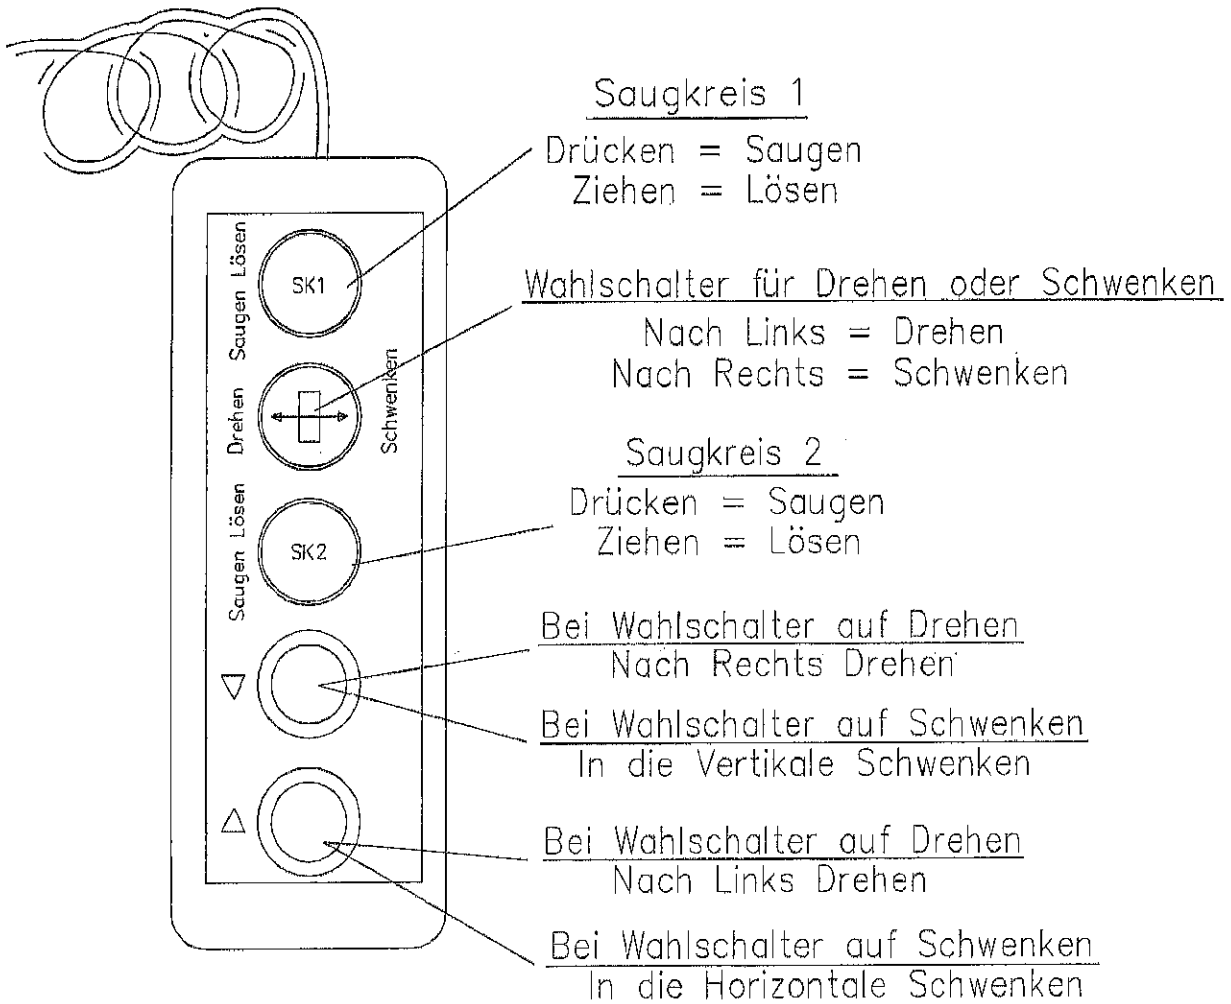 Saugkreis 1
Drücken = Saugen
Ziehen = Lösen
Saugen Lösen
SK1
Wahlschalter für Drehen oder Schwenken
Nach Links = Drehen
Nach Rechts = Schwenken
Drehen
Schwenken
Saugkreis 2
Drücken = Saugen
Ziehen = Lösen
Saugen Lösen
SK2
Bei Wahlschalter auf Drehen
Nach Rechts Drehen
Bei Wahlschalter auf Schwenken
In die Vertikale Schwenken
Bei Wahlschalter auf Drehen
Nach Links Drehen
Bei Wahlschalter auf Schwenken
In die Horizontale Schwenken